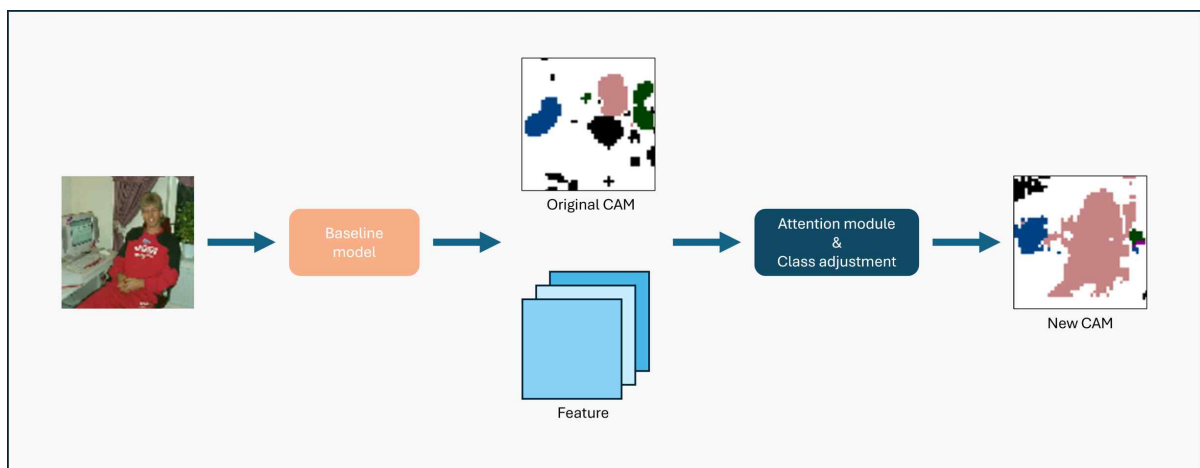 Original CAM
Baseline
model
Attention module
&
Class adjustment
New CAM
Feature